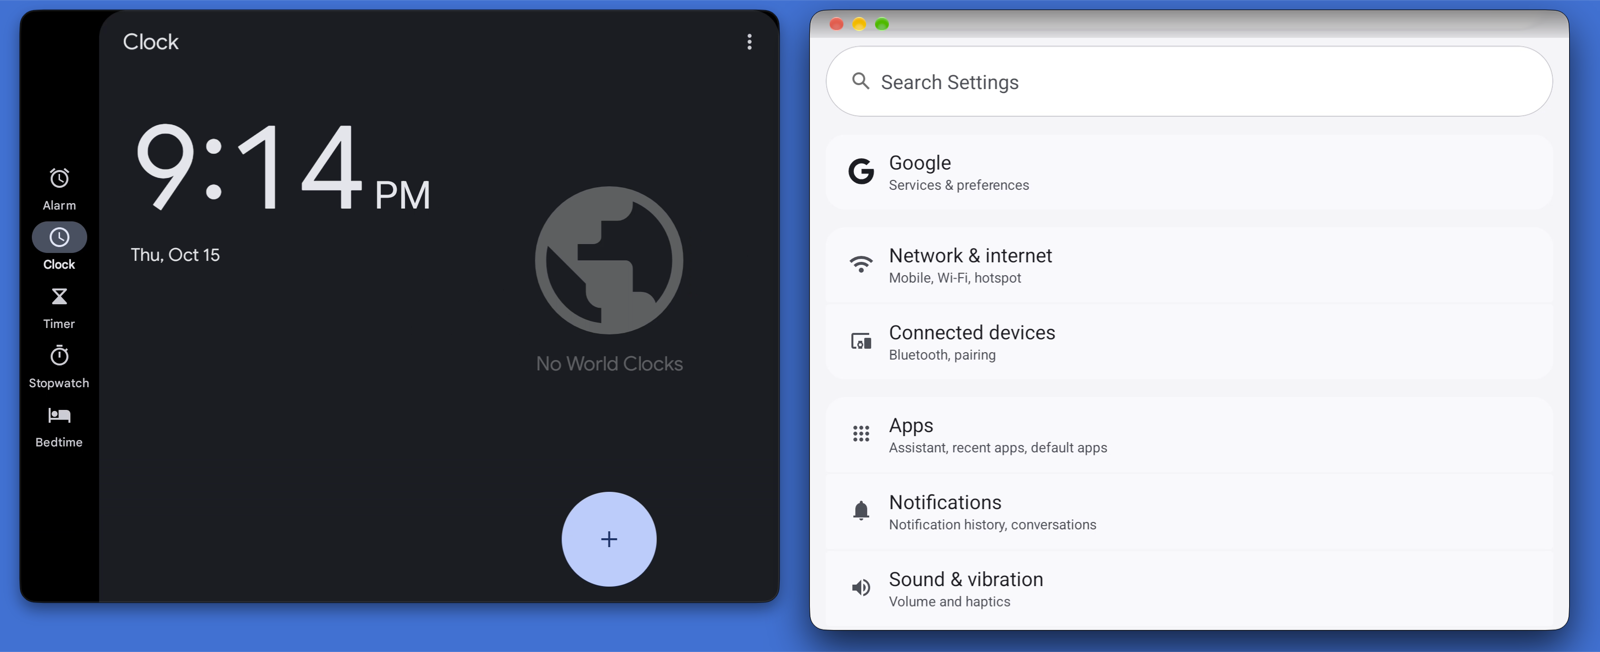 Clock
9:14 PM
Thu, Oct 15
Alarm
Clock
Timer
Stopwatch
Bedtime
No World Clocks
Search Settings
Google
Services & preferences
Network & internet
Mobile, Wi-Fi, hotspot
Connected devices
Bluetooth, pairing
Apps
Assistant, recent apps, default apps
Notifications
Notification history, conversations
Sound & vibration
Volume and haptics